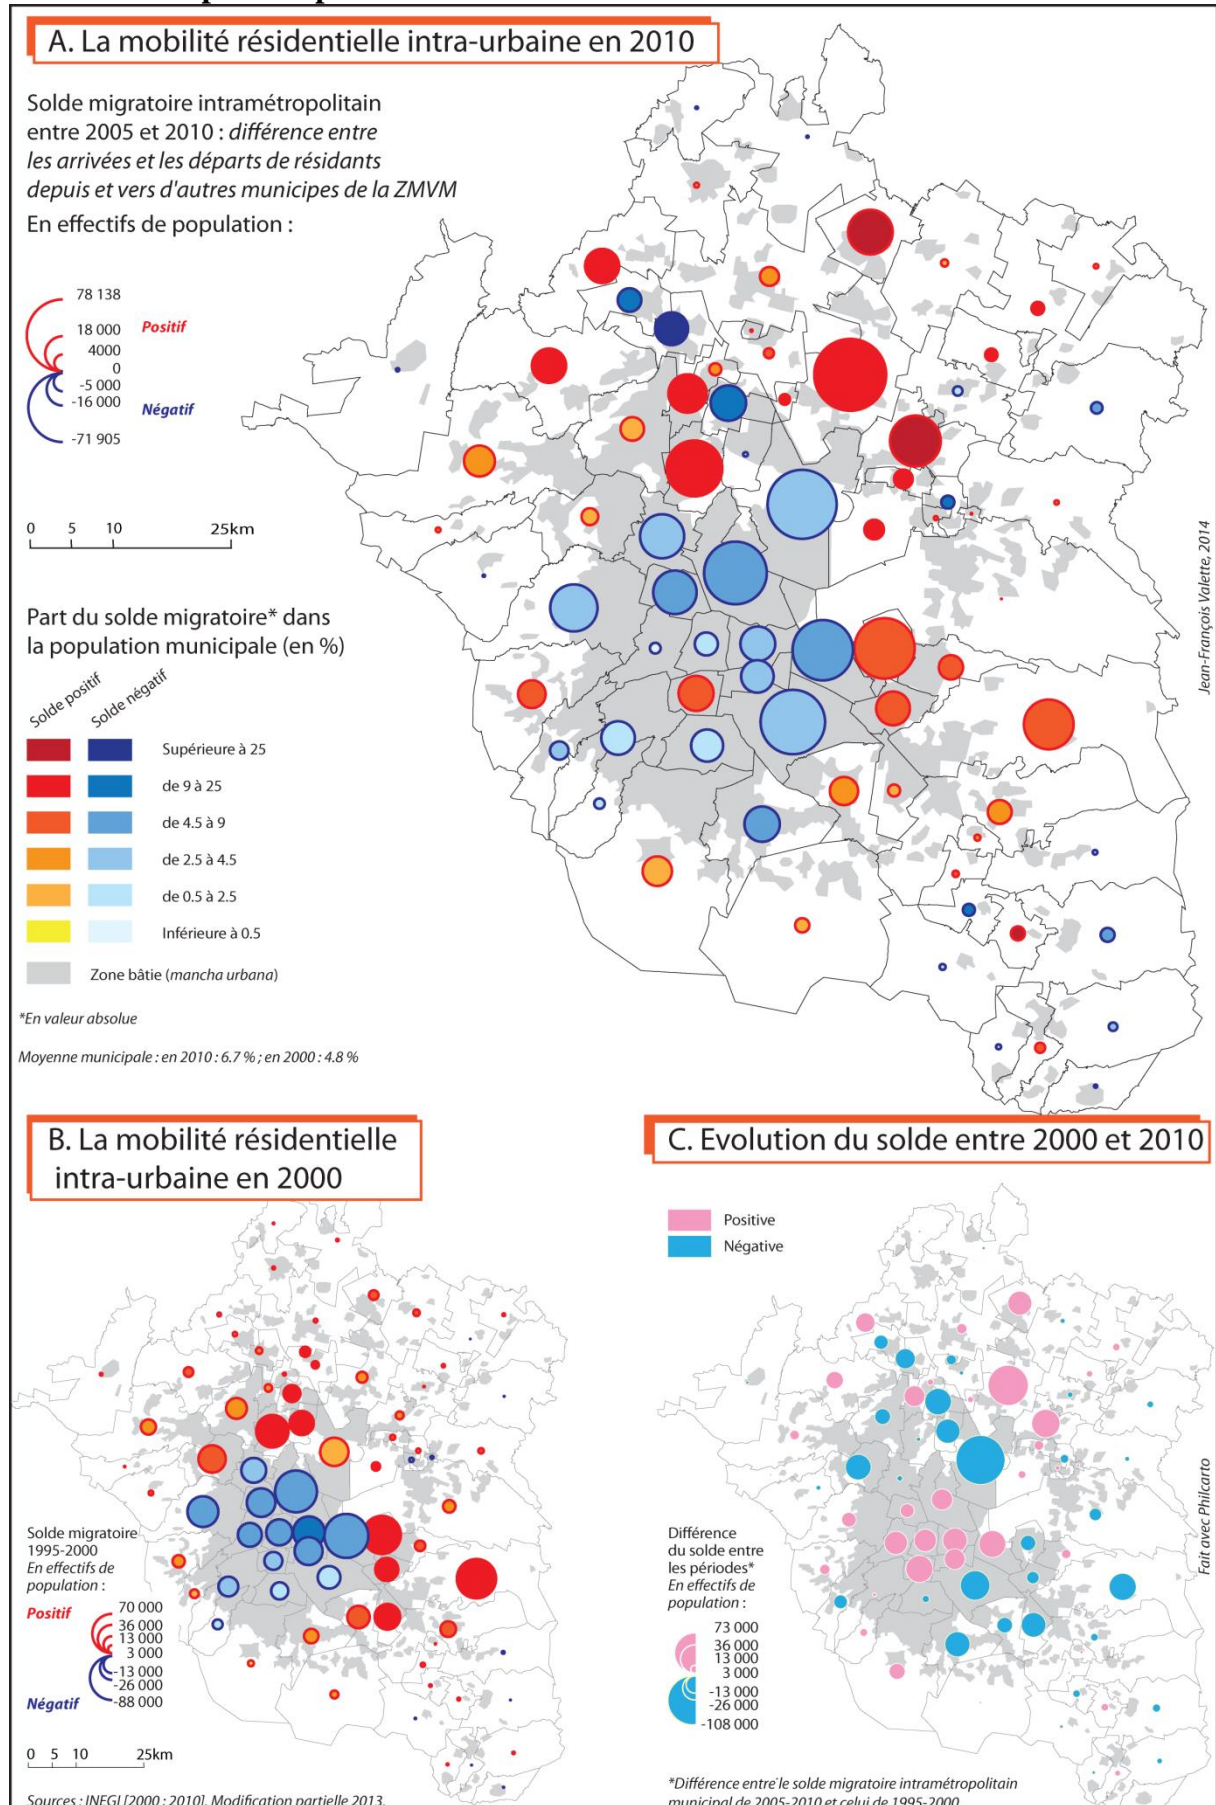 A. La mobilité résidentielle intra-urbaine en 2010
Solde migratoire intramétropolitain
entre 2005 et 2010 : différence entre
les arrivées et les départs de résidants
depuis et vers d'autres municipes de la ZMVM
En effectifs de population :
78 138
18 000
4000
0
-5 000
-16 000
-71 905
Positif
Négatif
0 5 10 25km
Part du solde migratoire* dans
la population municipale (en %)
Solde positif
Solde négatif
Supérieure à 25
de 9 à 25
de 4.5 à 9
de 2.5 à 4.5
de 0.5 à 2.5
Inférieure à 0.5
Zone bâtie (mancha urbana)
*En valeur absolue
Moyenne municipale : en 2010 : 6.7 % ; en 2000 : 4.8 %
Jean-François Valette, 2014
B. La mobilité résidentielle
intra-urbaine en 2000
Solde migratoire
1995-2000
En effectifs de
population :
Positif
70 000
36 000
13 000
3 000
-13 000
-26 000
-88 000
Négatif
0 5 10 25km
Sources : INEGI [2000 ; 2010]. Modification partielle 2013.
C. Evolution du solde entre 2000 et 2010
Positive
Négative
Différence
du solde entre
les périodes*
En effectifs de
population :
73 000
36 000
13 000
3 000
-13 000
-26 000
-108 000
*Différence entre le solde migratoire intramétropolitain
municipal de 2005-2010 et celui de 1995-2000
Fait avec Philcarto